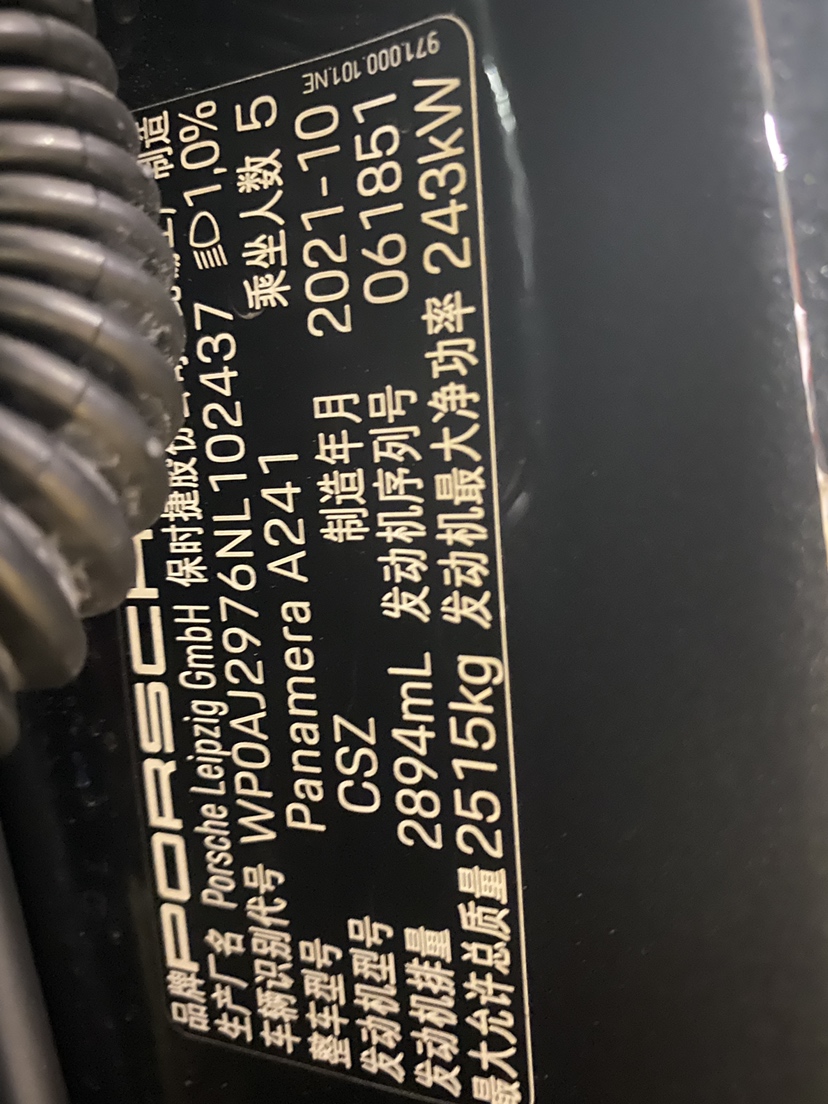 971.000.101.NE
品牌 PORSCH
生产厂名 Porsche Leipzig GmbH 保时捷股份 制造
车辆识别代号 WP0AJ2976NL102437 1,0%
整车型号 Panamera A241 乘坐人数 5
发动机型号 CSZ 制造年月 2021-10
发动机排量 2894mL 发动机序列号 061851
最大允许总质量 2515kg 发动机最大净功率 243kW